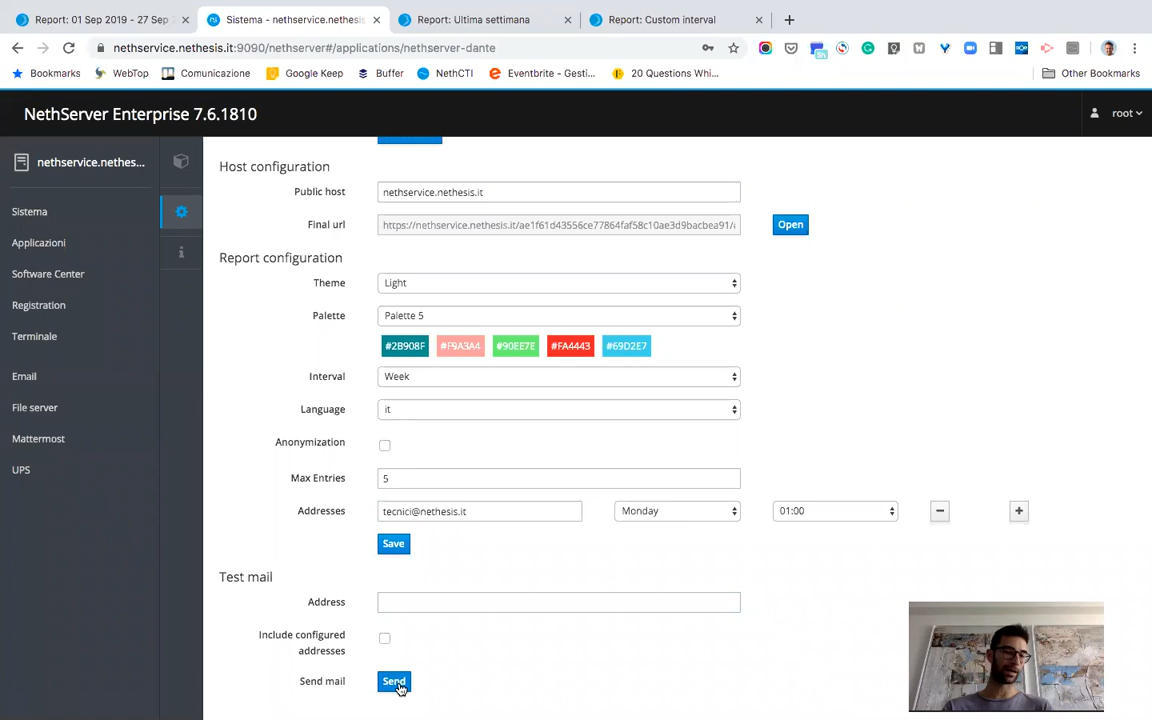 Report: 01 Sep 2019 - 27 Sep
Sistema - nethservice.nethesis
Report: Ultima settimana
Report: Custom interval
nethservice.nethesis.it:9090/nethserver#/applications/nethserver-dante
Bookmarks
WebTop
Comunicazione
Google Keep
Buffer
NethCTI
Eventbrite - Gesti...
20 Questions Whi...
Other Bookmarks
NethServer Enterprise 7.6.1810
root
nethservice.nethes...
Sistema
Applicazioni
Software Center
Registration
Terminale
Email
File server
Mattermost
UPS
Host configuration
Public host
nethservice.nethesis.it
Final url
https://nethservice.nethesis.it/ae1f61d43556ce77864faf58c10ae3d9bacbea91/
Open
Report configuration
Theme
Light
Palette
Palette 5
#2B908F
#F9A3A4
#90EE7E
#FA4443
#69D2E7
Interval
Week
Language
it
Anonymization
Max Entries
5
Addresses
tecnici@nethesis.it
Monday
01:00
Save
Test mail
Address
Include configured
addresses
Send mail
Send